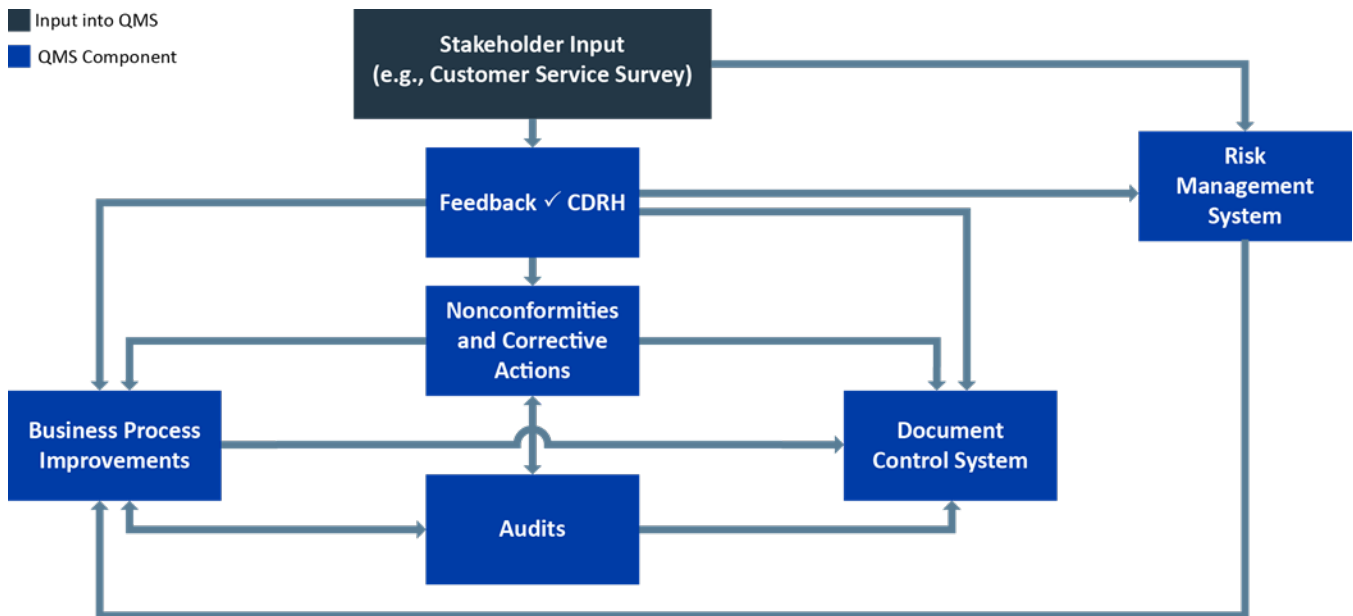 Input into QMS
QMS Component
Stakeholder Input
(e.g., Customer Service Survey)
Risk
Management
System
Feedback ✓ CDRH
Nonconformities
and Corrective
Actions
Business Process
Improvements
Document
Control System
Audits